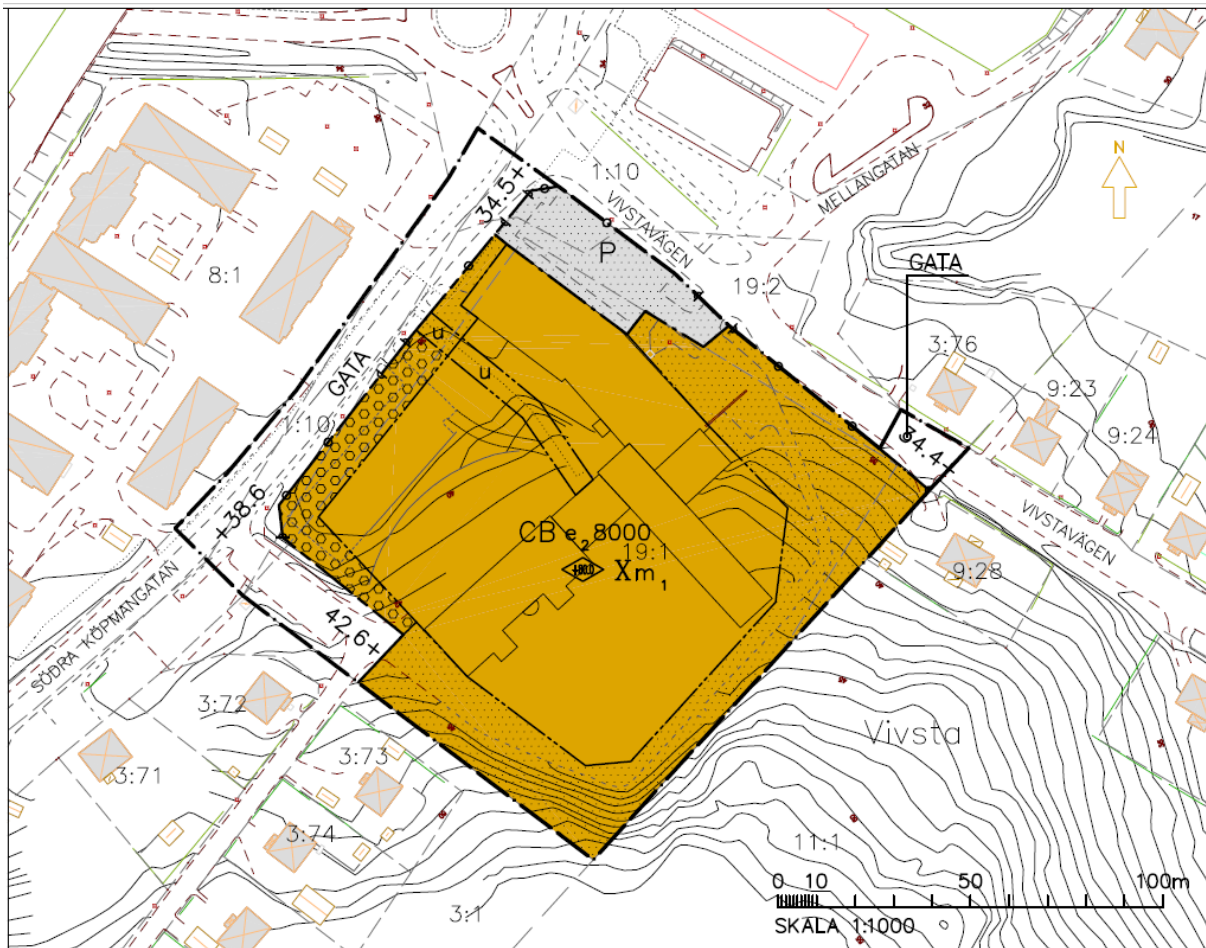 N
1:10
VIVSTAVÄGEN
MELLANGATAN
34.5+
P
8:1
19:2
GATA
3:76
9:23
9:24
u
u
GATA
1:10
34.4+
+38.6
CB e₂ 8000
19:1
Xm₁
VIVSTAVÄGEN
9:28
SÖDRA KÖPMANGATAN
42.6+
3:72
Vivsta
3:71
3:73
3:74
11:1
3:1
0 10 50 100m
SKALA 1:1000